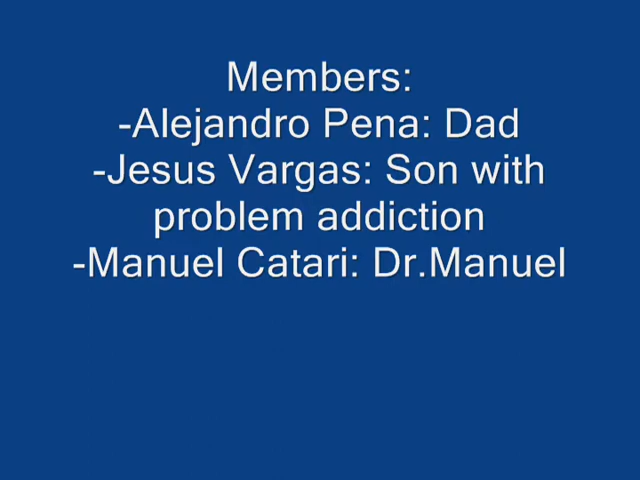 Members:
-Alejandro Pena: Dad
-Jesus Vargas: Son with
problem addiction
-Manuel Catari: Dr.Manuel